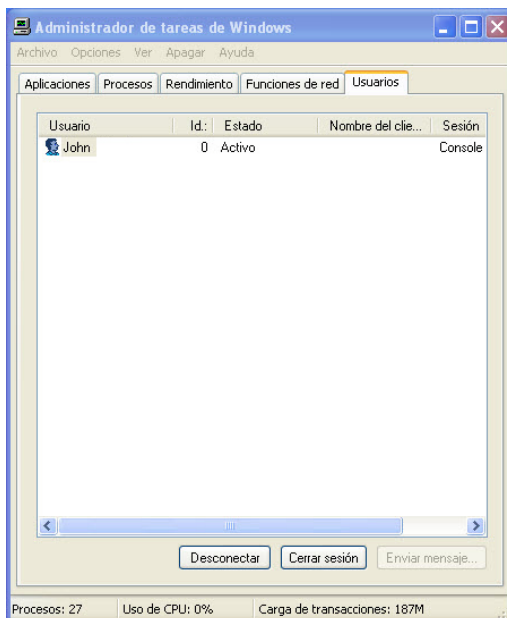 Administrador de tareas de Windows
Archivo Opciones Ver Apagar Ayuda
Aplicaciones Procesos Rendimiento Funciones de red Usuarios
Usuario Id.: Estado Nombre del clie... Sesión
John 0 Activo Console
Desconectar Cerrar sesión Enviar mensaje...
Procesos: 27 Uso de CPU: 0% Carga de transacciones: 187M